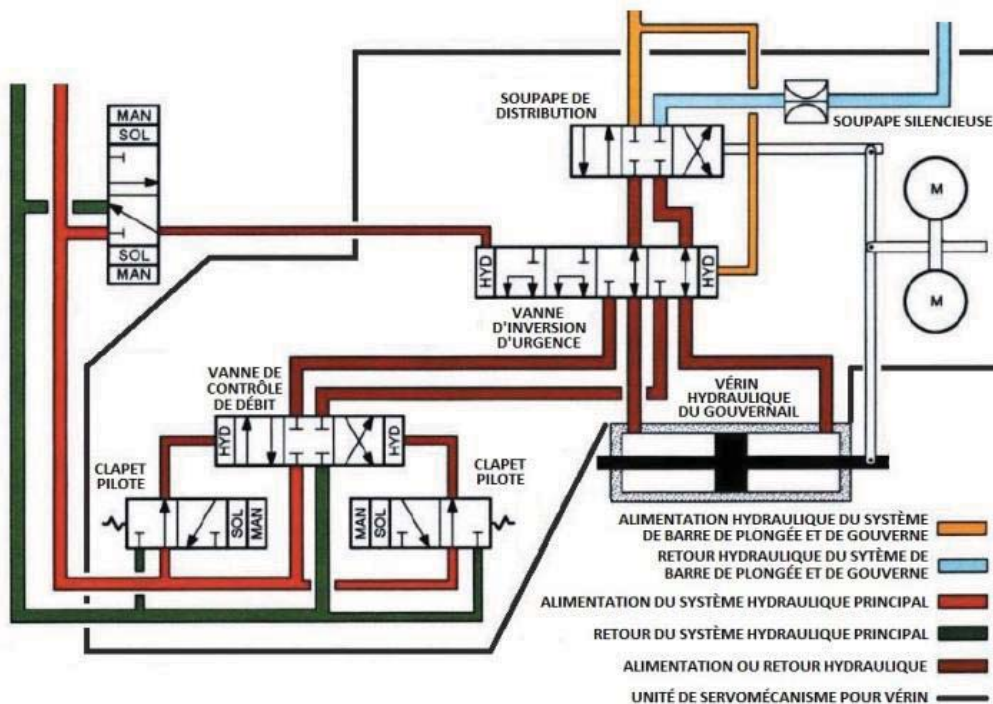 SOUPAPE DE
DISTRIBUTION
SOUPAPE SILENCIEUSE
MAN
SOL
SOL
MAN
M
M
HYD
HYD
VANNE
D'INVERSION
D'URGENCE
VANNE DE
CONTRÔLE
DE DÉBIT
HYD
HYD
VÉRIN
HYDRAULIQUE
DU GOUVERNAIL
CLAPET
PILOTE
CLAPET
PILOTE
SOL
MAN
MAN
SOL
ALIMENTATION HYDRAULIQUE DU SYSTÈME
DE BARRE DE PLONGÉE ET DE GOUVERNE
RETOUR HYDRAULIQUE DU SYTÈME DE
BARRE DE PLONGÉE ET DE GOUVERNE
ALIMENTATION DU SYSTÈME HYDRAULIQUE PRINCIPAL
RETOUR DU SYSTÈME HYDRAULIQUE PRINCIPAL
ALIMENTATION OU RETOUR HYDRAULIQUE
UNITÉ DE SERVOMÉCANISME POUR VÉRIN